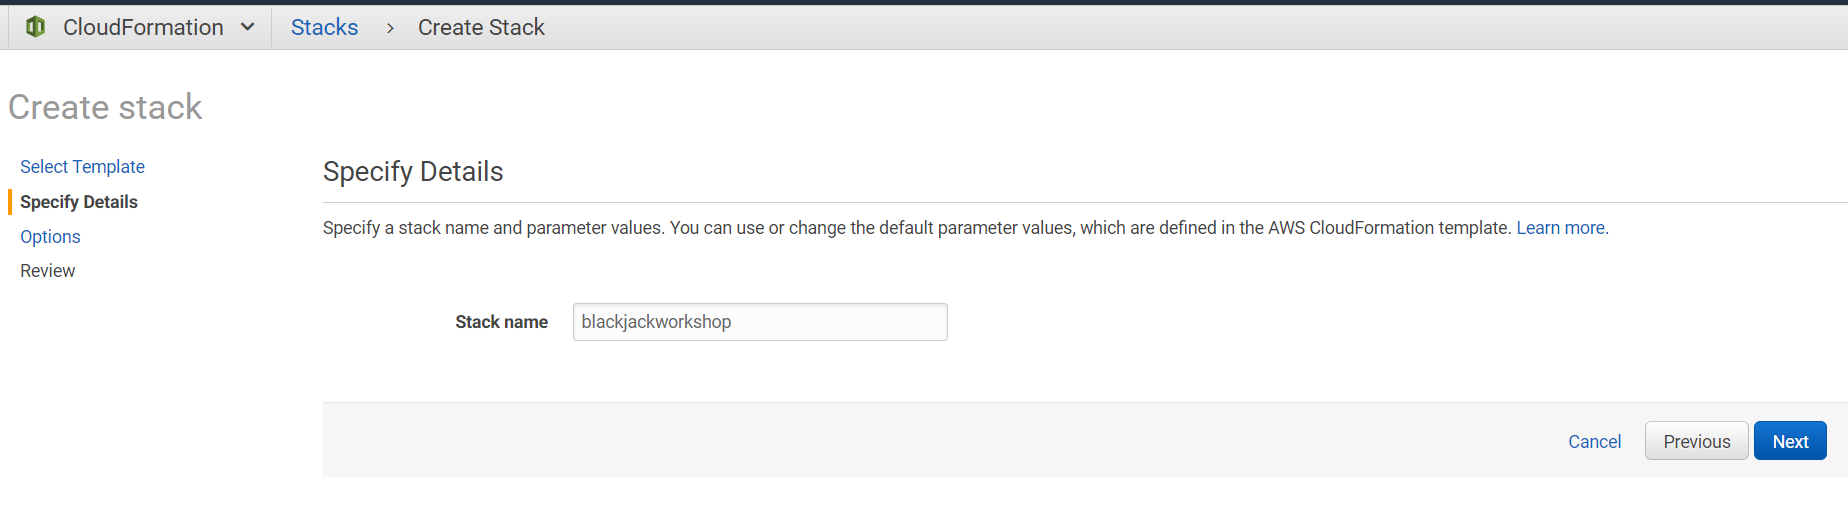 CloudFormation Stacks > Create Stack
Create stack
Select Template
Specify Details
Options
Review
Specify Details
Specify a stack name and parameter values. You can use or change the default parameter values, which are defined in the AWS CloudFormation template. Learn more.
Stack name blackjackworkshop
Cancel Previous Next